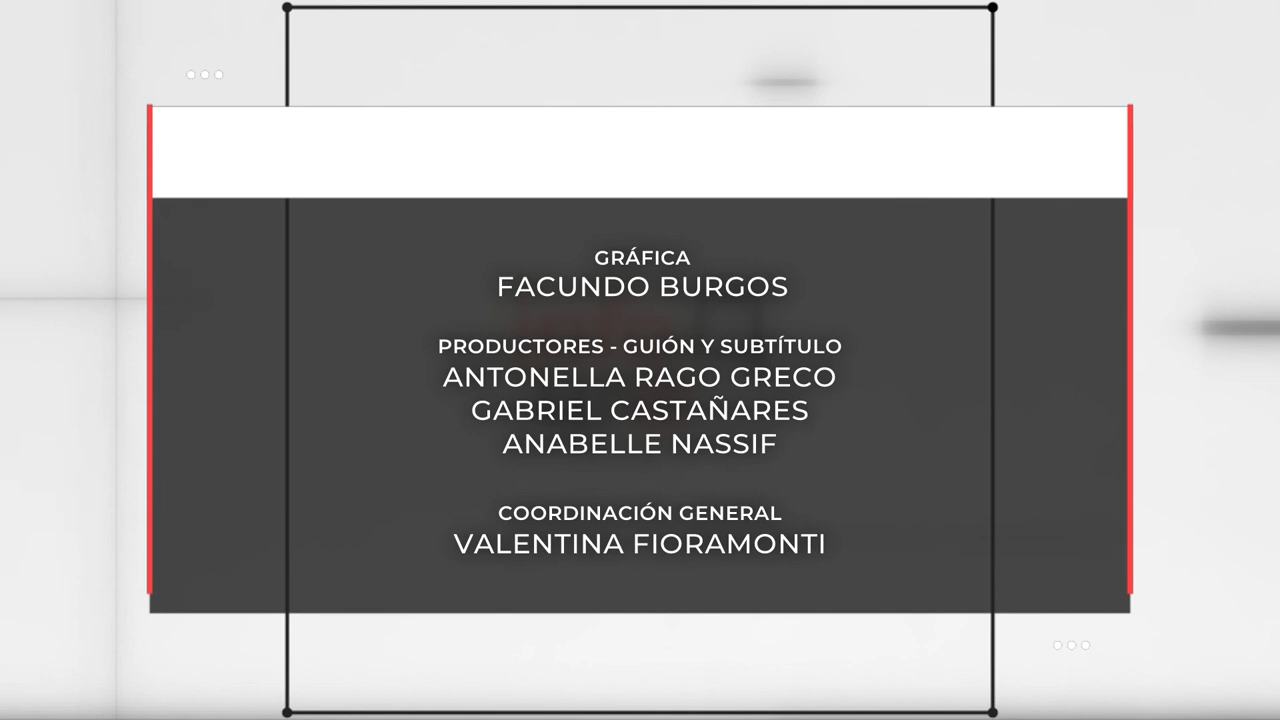 GRÁFICA
FACUNDO BURGOS
PRODUCTORES - GUIÓN Y SUBTÍTULO
ANTONELLA RAGO GRECO
GABRIEL CASTAÑARES
ANABELLE NASSIF
COORDINACIÓN GENERAL
VALENTINA FIORAMONTI